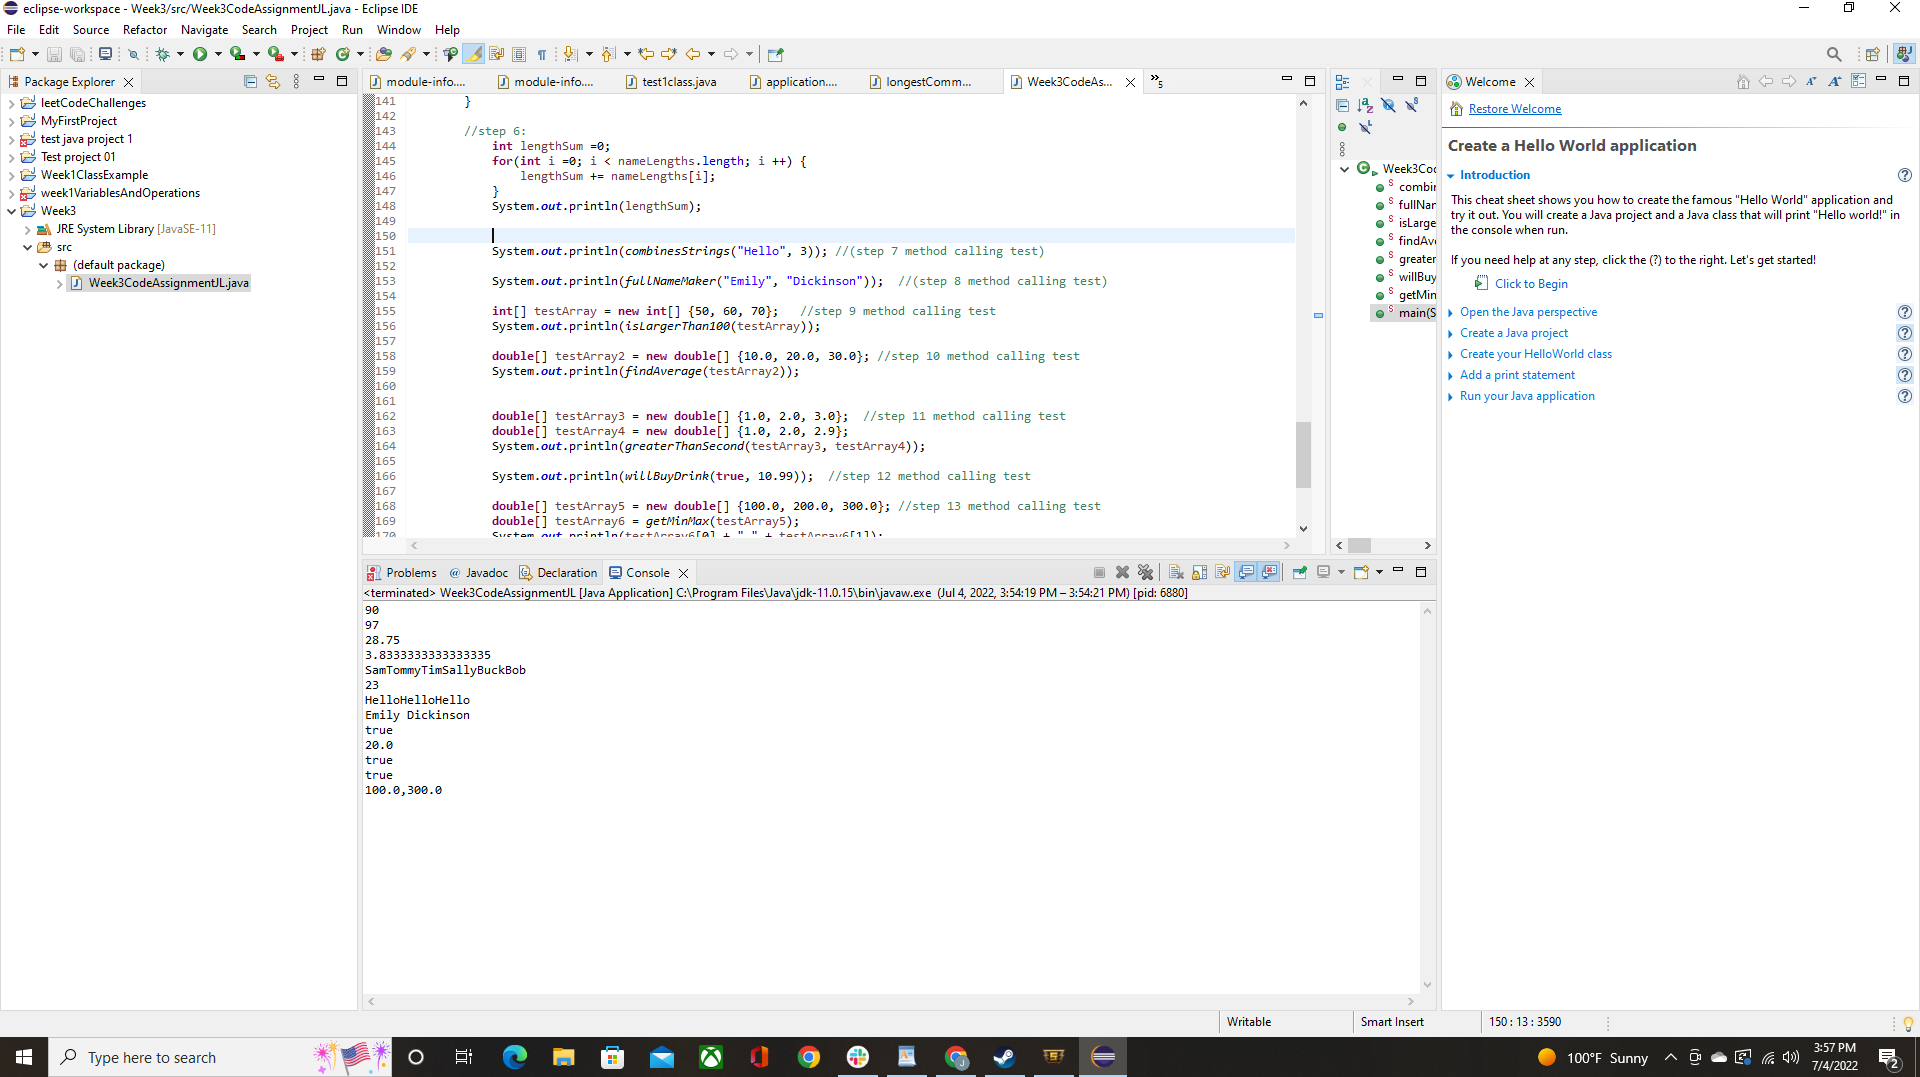 eclipse-workspace - Week3/src/Week3CodeAssignmentJL.java - Eclipse IDE
File Edit Source Refactor Navigate Search Project Run Window Help
Package Explorer
leetCodeChallenges
MyFirstProject
test java project 1
Test project 01
Week1ClassExample
week1VariablesAndOperations
Week3
JRE System Library [JavaSE-11]
src
(default package)
Week3CodeAssignmentJL.java
module-info.... module-info.... test1class.java application.... longestComm... Week3CodeAs... »5
141 }
142
143 //step 6:
144 int lengthSum =0;
145 for(int i =0; i < nameLengths.length; i ++) {
146 lengthSum += nameLengths[i];
147 }
148 System.out.println(lengthSum);
149
150
151 System.out.println(combinesStrings("Hello", 3)); //(step 7 method calling test)
152
153 System.out.println(fullNameMaker("Emily", "Dickinson")); //(step 8 method calling test)
154
155 int[] testArray = new int[] {50, 60, 70}; //step 9 method calling test
156 System.out.println(isLargerThan100(testArray));
157
158 double[] testArray2 = new double[] {10.0, 20.0, 30.0}; //step 10 method calling test
159 System.out.println(findAverage(testArray2));
160
161
162 double[] testArray3 = new double[] {1.0, 2.0, 3.0}; //step 11 method calling test
163 double[] testArray4 = new double[] {1.0, 2.0, 2.9};
164 System.out.println(greaterThanSecond(testArray3, testArray4));
165
166 System.out.println(willBuyDrink(true, 10.99)); //step 12 method calling test
167
168 double[] testArray5 = new double[] {100.0, 200.0, 300.0}; //step 13 method calling test
169 double[] testArray6 = getMinMax(testArray5);
170 System.out.println(testArray6[0] + "," + testArray6[1]);
Week3Coc
combin
fullNar
isLarge
findAve
greater
willBuy
getMin
main(S
Welcome
Restore Welcome
Create a Hello World application
Introduction
This cheat sheet shows you how to create the famous "Hello World" application and
try it out. You will create a Java project and a Java class that will print "Hello world!" in
the console when run.
If you need help at any step, click the (?) to the right. Let's get started!
Click to Begin
Open the Java perspective
Create a Java project
Create your HelloWorld class
Add a print statement
Run your Java application
Problems @ Javadoc Declaration Console
<terminated> Week3CodeAssignmentJL [Java Application] C:\Program Files\Java\jdk-11.0.15\bin\javaw.exe (Jul 4, 2022, 3:54:19 PM – 3:54:21 PM) [pid: 6880]
90
97
28.75
3.8333333333333335
SamTommyTimSallyBuckBob
23
HelloHelloHello
Emily Dickinson
true
20.0
true
true
100.0,300.0
Writable Smart Insert 150 : 13 : 3590
Type here to search
100°F Sunny
3:57 PM
7/4/2022
2